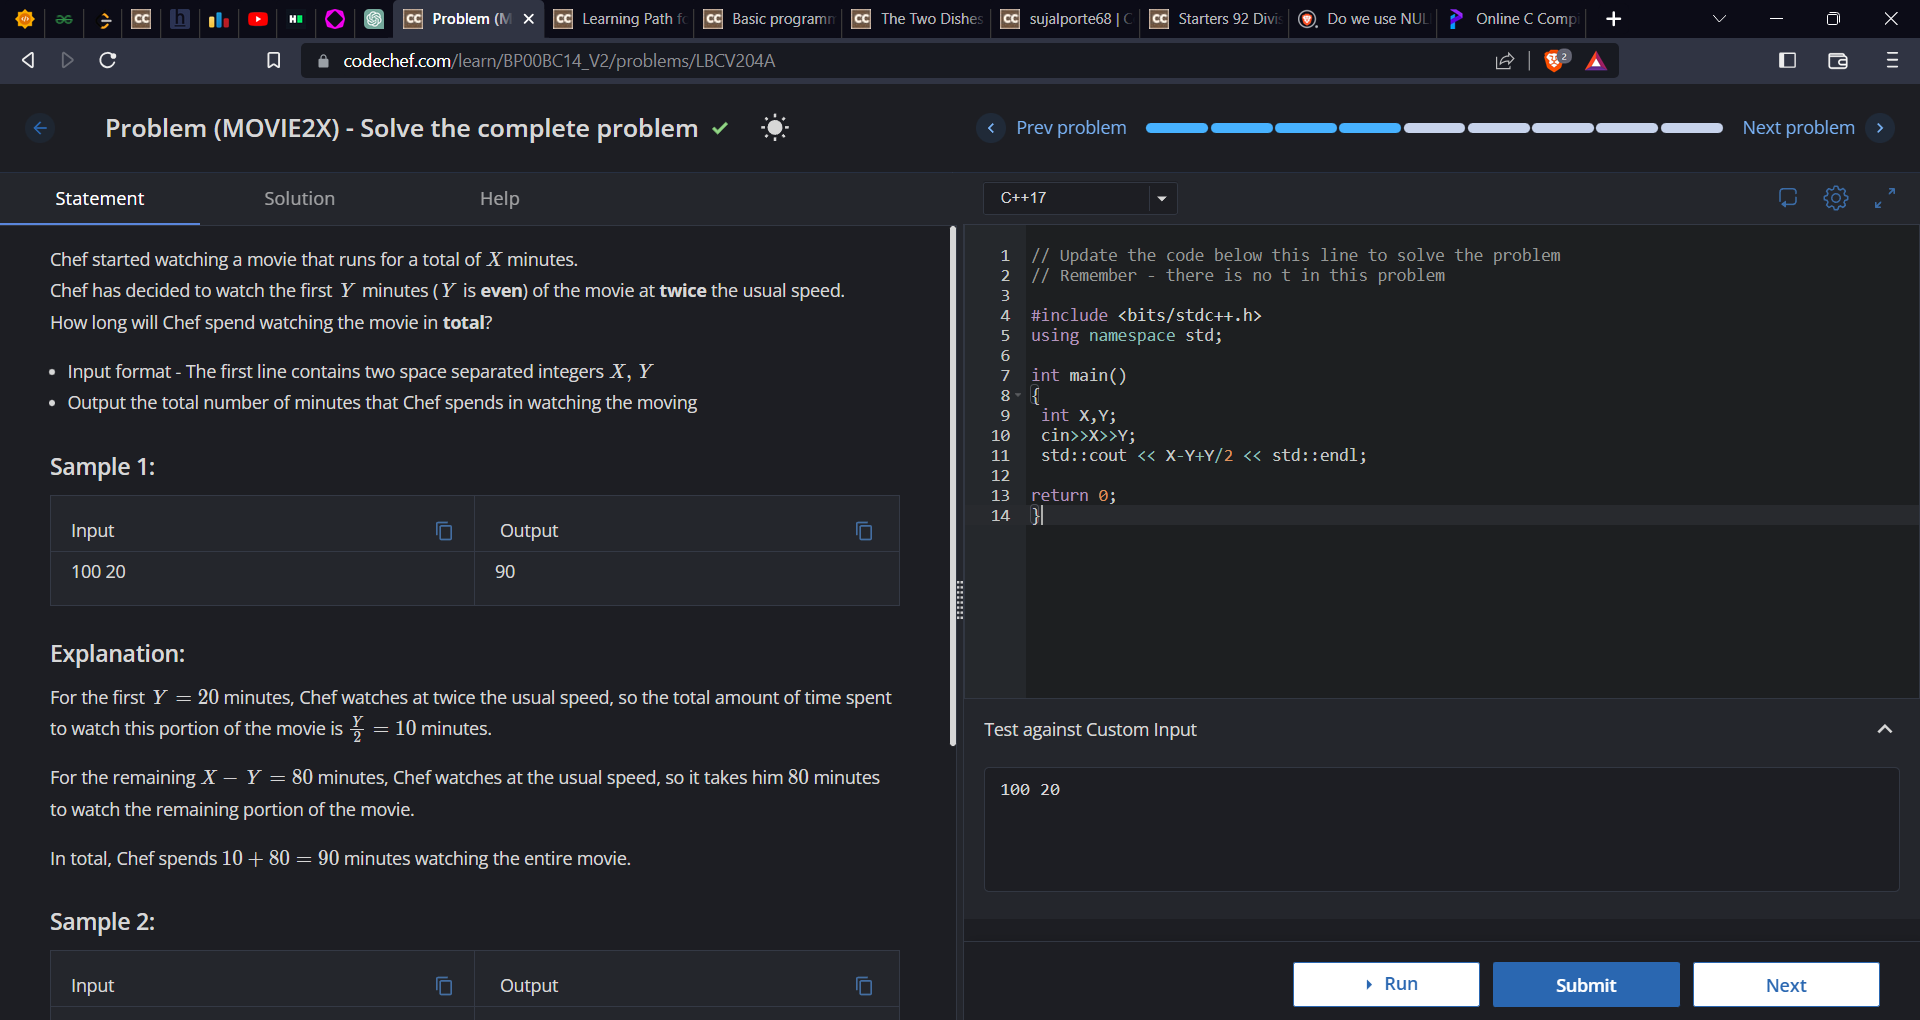 Problem (M
Learning Path fo
Basic programm
The Two Dishes
sujalporte68 | C
Starters 92 Divis
Do we use NUL
Online C Compi
codechef.com/learn/BP00BC14_V2/problems/LBCV204A
2
Problem (MOVIE2X) - Solve the complete problem
Prev problem
Next problem
Statement
Solution
Help
C++17
Chef started watching a movie that runs for a total of X minutes.
Chef has decided to watch the first Y minutes (Y is even) of the movie at twice the usual speed.
How long will Chef spend watching the movie in total?
• Input format - The first line contains two space separated integers X, Y
• Output the total number of minutes that Chef spends in watching the moving
Sample 1:
Input
Output
100 20
90
Explanation:
For the first Y = 20 minutes, Chef watches at twice the usual speed, so the total amount of time spent
to watch this portion of the movie is Y/2 = 10 minutes.
For the remaining X − Y = 80 minutes, Chef watches at the usual speed, so it takes him 80 minutes
to watch the remaining portion of the movie.
In total, Chef spends 10 + 80 = 90 minutes watching the entire movie.
Sample 2:
Input
Output
1 // Update the code below this line to solve the problem
2 // Remember - there is no t in this problem
3
4 #include <bits/stdc++.h>
5 using namespace std;
6
7 int main()
8 {
9 int X,Y;
10 cin>>X>>Y;
11 std::cout << X-Y+Y/2 << std::endl;
12
13 return 0;
14 }
Test against Custom Input
100 20
Run
Submit
Next